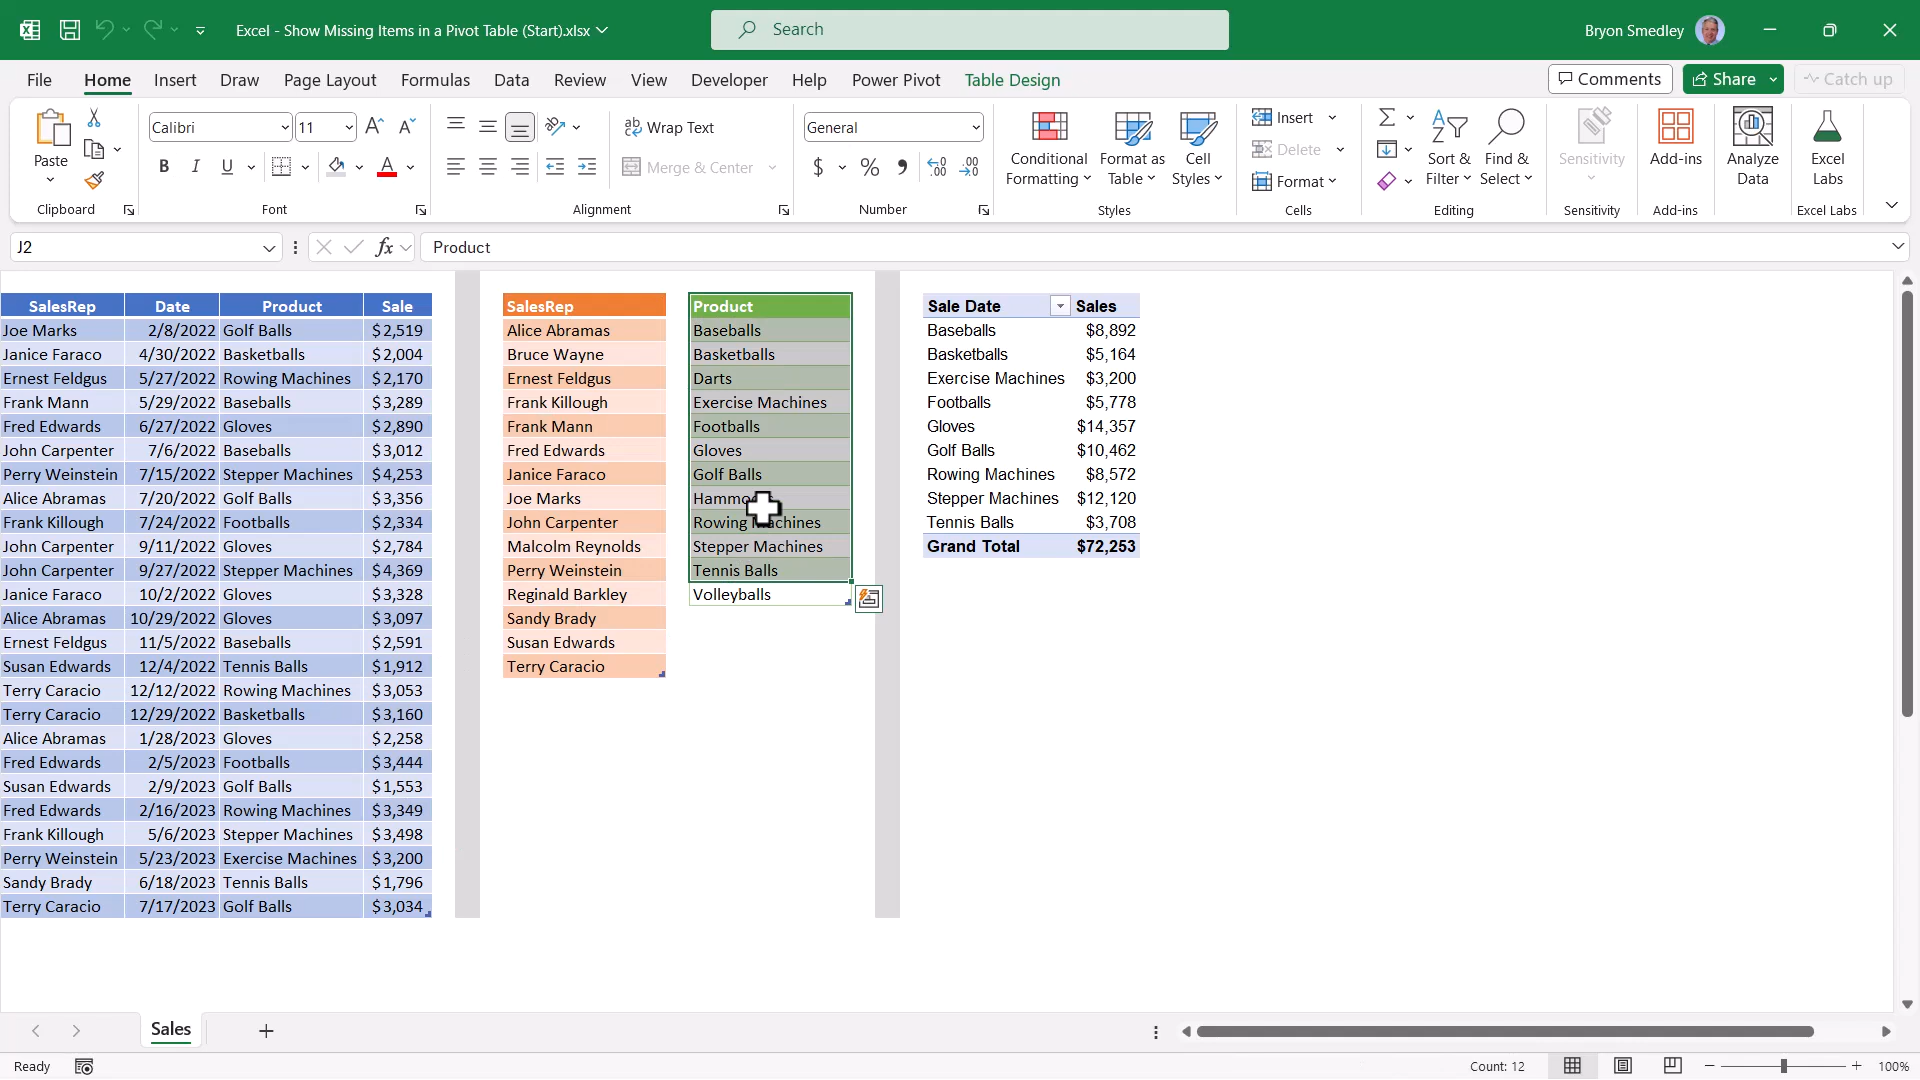 Excel - Show Missing Items in a Pivot Table (Start).xlsx
Search
Bryon Smedley
File Home Insert Draw Page Layout Formulas Data Review View Developer Help Power Pivot Table Design
Comments Share Catch up
Paste
Clipboard
Calibri 11
B I U
Font
Wrap Text
Merge & Center
Alignment
General
$ % ,
Number
Conditional Formatting
Format as Table
Cell Styles
Styles
Insert
Delete
Format
Cells
Sort & Filter
Find & Select
Editing
Sensitivity
Sensitivity
Add-ins
Add-ins
Analyze Data
Excel Labs
Excel Labs
J2 fx Product
SalesRep Date Product Sale
Joe Marks 2/8/2022 Golf Balls $2,519
Janice Faraco 4/30/2022 Basketballs $2,004
Ernest Feldgus 5/27/2022 Rowing Machines $2,170
Frank Mann 5/29/2022 Baseballs $3,289
Fred Edwards 6/27/2022 Gloves $2,890
John Carpenter 7/6/2022 Baseballs $3,012
Perry Weinstein 7/15/2022 Stepper Machines $4,253
Alice Abramas 7/20/2022 Golf Balls $3,356
Frank Killough 7/24/2022 Footballs $2,334
John Carpenter 9/11/2022 Gloves $2,784
John Carpenter 9/27/2022 Stepper Machines $4,369
Janice Faraco 10/2/2022 Gloves $3,328
Alice Abramas 10/29/2022 Gloves $3,097
Ernest Feldgus 11/5/2022 Baseballs $2,591
Susan Edwards 12/4/2022 Tennis Balls $1,912
Terry Caracio 12/12/2022 Rowing Machines $3,053
Terry Caracio 12/29/2022 Basketballs $3,160
Alice Abramas 1/28/2023 Gloves $2,258
Fred Edwards 2/5/2023 Footballs $3,444
Susan Edwards 2/9/2023 Golf Balls $1,553
Fred Edwards 2/16/2023 Rowing Machines $3,349
Frank Killough 5/6/2023 Stepper Machines $3,498
Perry Weinstein 5/23/2023 Exercise Machines $3,200
Sandy Brady 6/18/2023 Tennis Balls $1,796
Terry Caracio 7/17/2023 Golf Balls $3,034
SalesRep
Alice Abramas
Bruce Wayne
Ernest Feldgus
Frank Killough
Frank Mann
Fred Edwards
Janice Faraco
Joe Marks
John Carpenter
Malcolm Reynolds
Perry Weinstein
Reginald Barkley
Sandy Brady
Susan Edwards
Terry Caracio
Product
Baseballs
Basketballs
Darts
Exercise Machines
Footballs
Gloves
Golf Balls
Rowing Machines
Stepper Machines
Tennis Balls
Volleyballs
Sale Date Sales
Baseballs $8,892
Basketballs $5,164
Exercise Machines $3,200
Footballs $5,778
Gloves $14,357
Golf Balls $10,462
Rowing Machines $8,572
Stepper Machines $12,120
Tennis Balls $3,708
Grand Total $72,253
Sales
Ready
Count: 12
100%